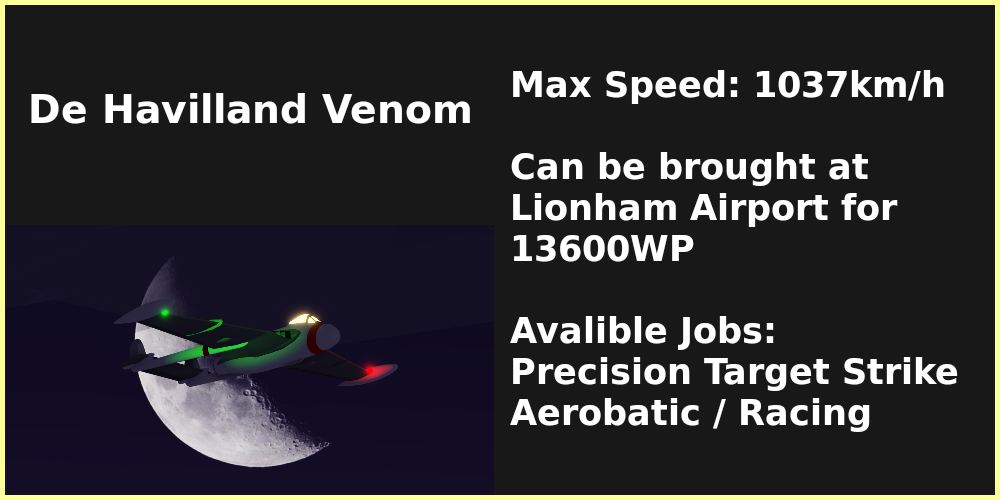 De Havilland Venom
Max Speed: 1037km/h
Can be brought at
Lionham Airport for
13600WP
Avalible Jobs:
Precision Target Strike
Aerobatic / Racing